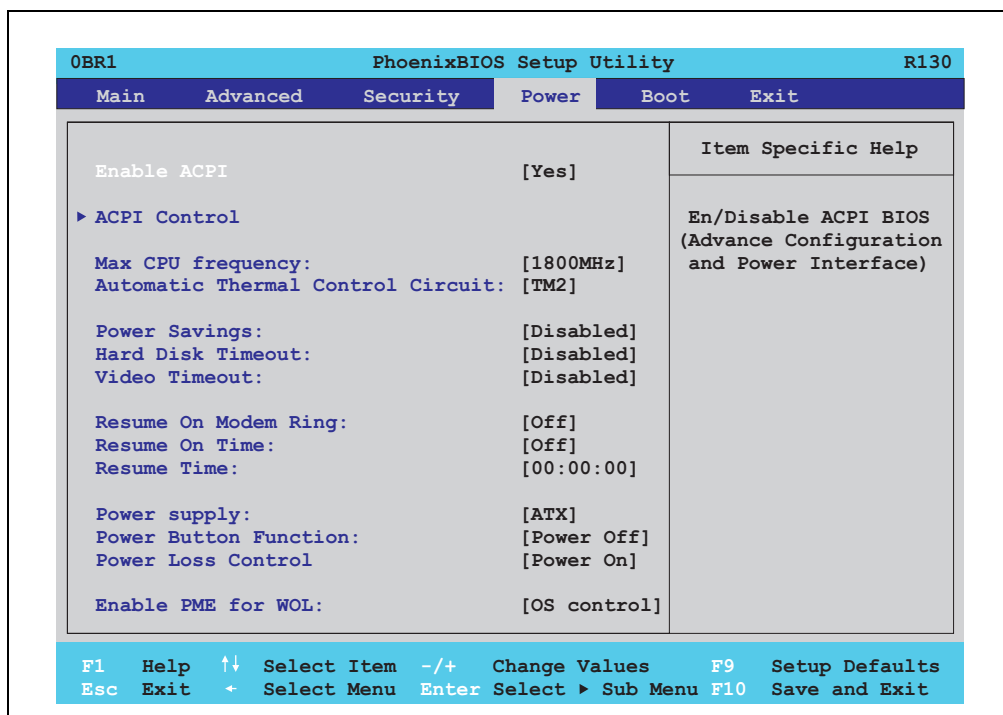 0BR1 PhoenixBIOS Setup Utility R130
Main Advanced Security Power Boot Exit
Item Specific Help
Enable ACPI [Yes]
▶ ACPI Control
En/Disable ACPI BIOS
(Advance Configuration
and Power Interface)
Max CPU frequency: [1800MHz]
Automatic Thermal Control Circuit: [TM2]
Power Savings: [Disabled]
Hard Disk Timeout: [Disabled]
Video Timeout: [Disabled]
Resume On Modem Ring: [Off]
Resume On Time: [Off]
Resume Time: [00:00:00]
Power supply: [ATX]
Power Button Function: [Power Off]
Power Loss Control [Power On]
Enable PME for WOL: [OS control]
F1 Help ↑↓ Select Item -/+ Change Values F9 Setup Defaults
Esc Exit ← Select Menu Enter Select ▶ Sub Menu F10 Save and Exit